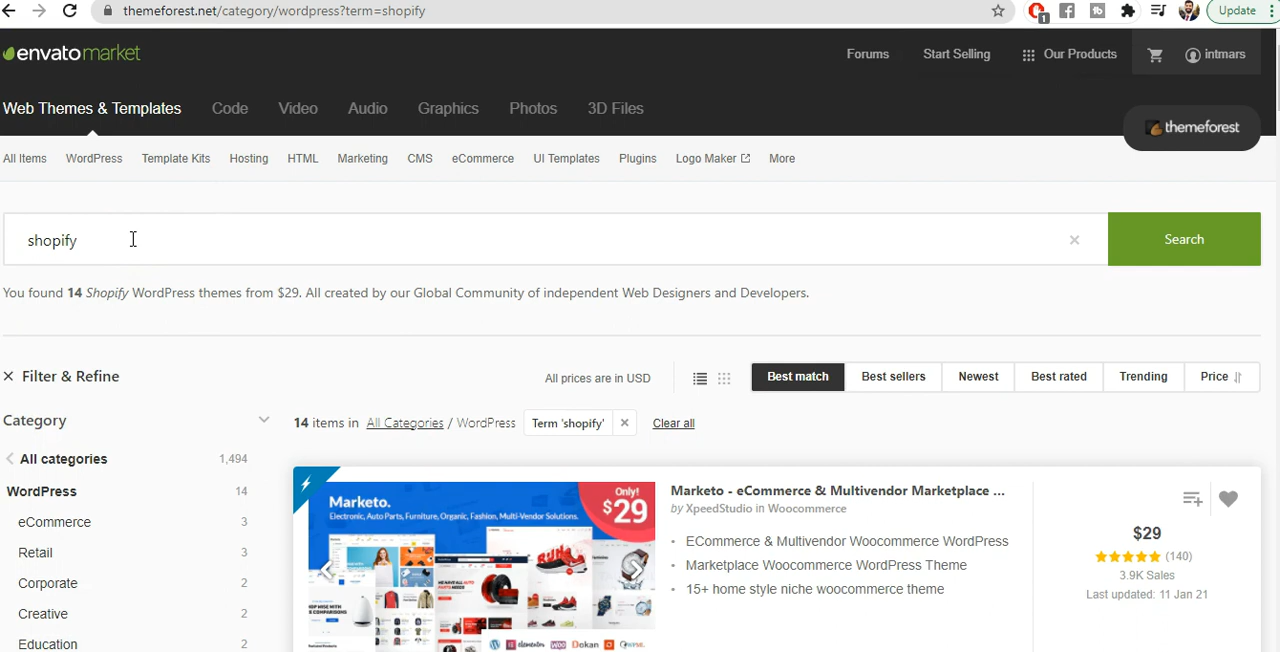 themeforest.net/category/wordpress?term=shopify
1
Update
envatomarket
Forums
Start Selling
Our Products
intmars
Web Themes & Templates
Code
Video
Audio
Graphics
Photos
3D Files
themeforest
All Items
WordPress
Template Kits
Hosting
HTML
Marketing
CMS
eCommerce
UI Templates
Plugins
Logo Maker
More
shopify
Search
You found 14 Shopify WordPress themes from $29. All created by our Global Community of independent Web Designers and Developers.
Filter & Refine
All prices are in USD
Best match
Best sellers
Newest
Best rated
Trending
Price
Category
14 items in All Categories / WordPress
Term 'shopify'
Clear all
All categories 1,494
WordPress 14
eCommerce 3
Retail 3
Corporate 2
Creative 2
Education 2
Marketo.
Electronic, Auto Parts, Furniture, Organic, Fashion, Multi-Vendor Solutions.
Only!
$29
elementor
Dokan
Marketo - eCommerce & Multivendor Marketplace ...
by XpeedStudio in Woocommerce
ECommerce & Multivendor Woocommerce WordPress
Marketplace Woocommerce WordPress Theme
15+ home style niche woocommerce theme
$29
(140)
3.9K Sales
Last updated: 11 Jan 21